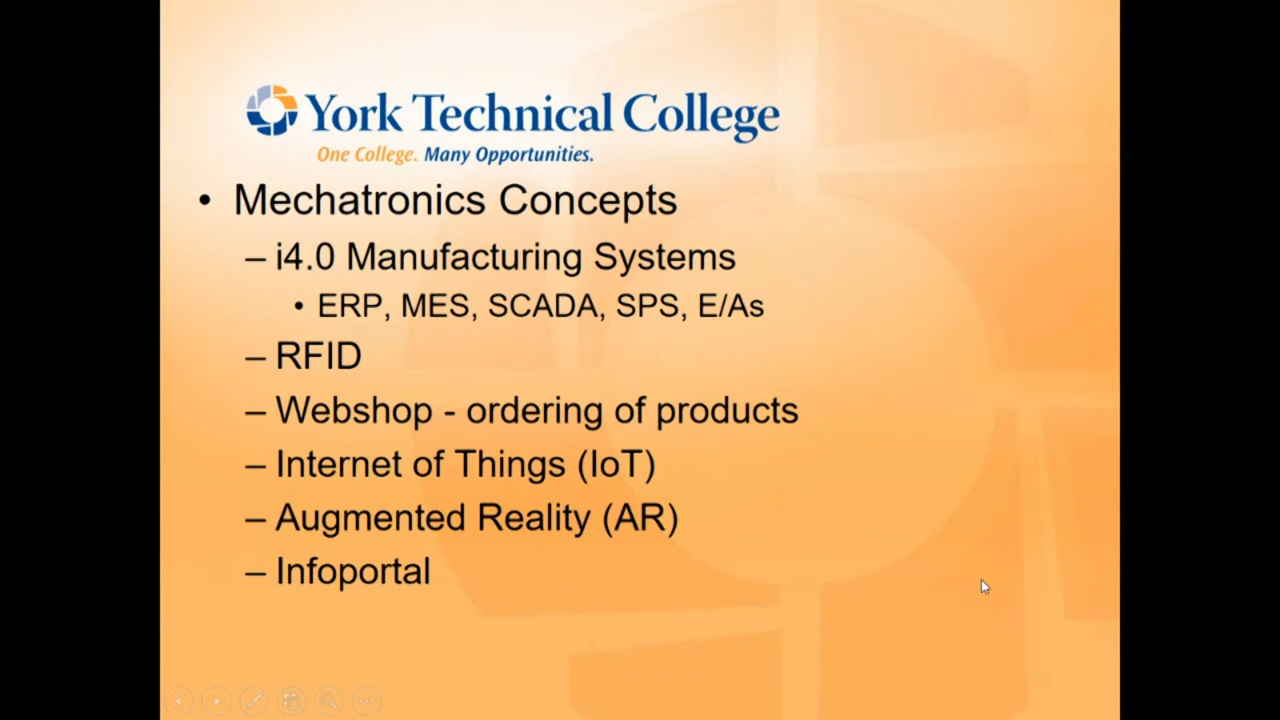 York Technical College
One College. Many Opportunities.
• Mechatronics Concepts
– i4.0 Manufacturing Systems
• ERP, MES, SCADA, SPS, E/As
– RFID
– Webshop - ordering of products
– Internet of Things (IoT)
– Augmented Reality (AR)
– Infoportal